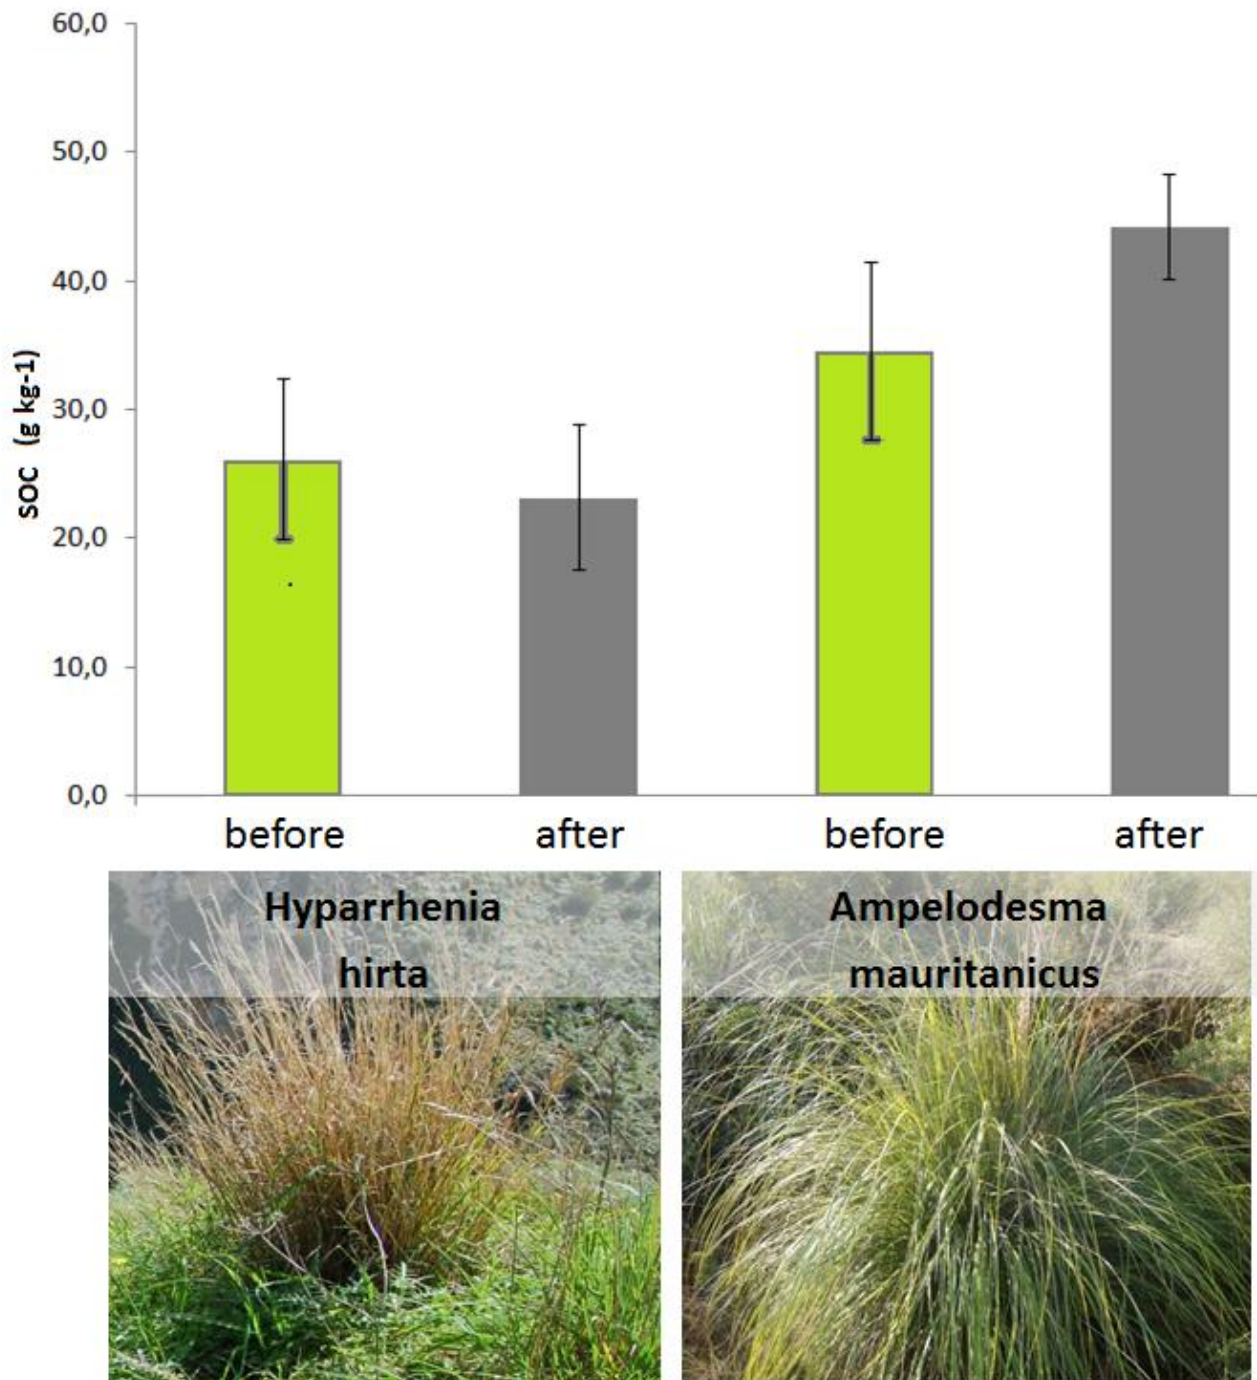 60,0
50,0
40,0
30,0
20,0
10,0
0,0
SOC (g kg-1)
before after before after
Hyparrhenia
hirta
Ampelodesma
mauritanicus